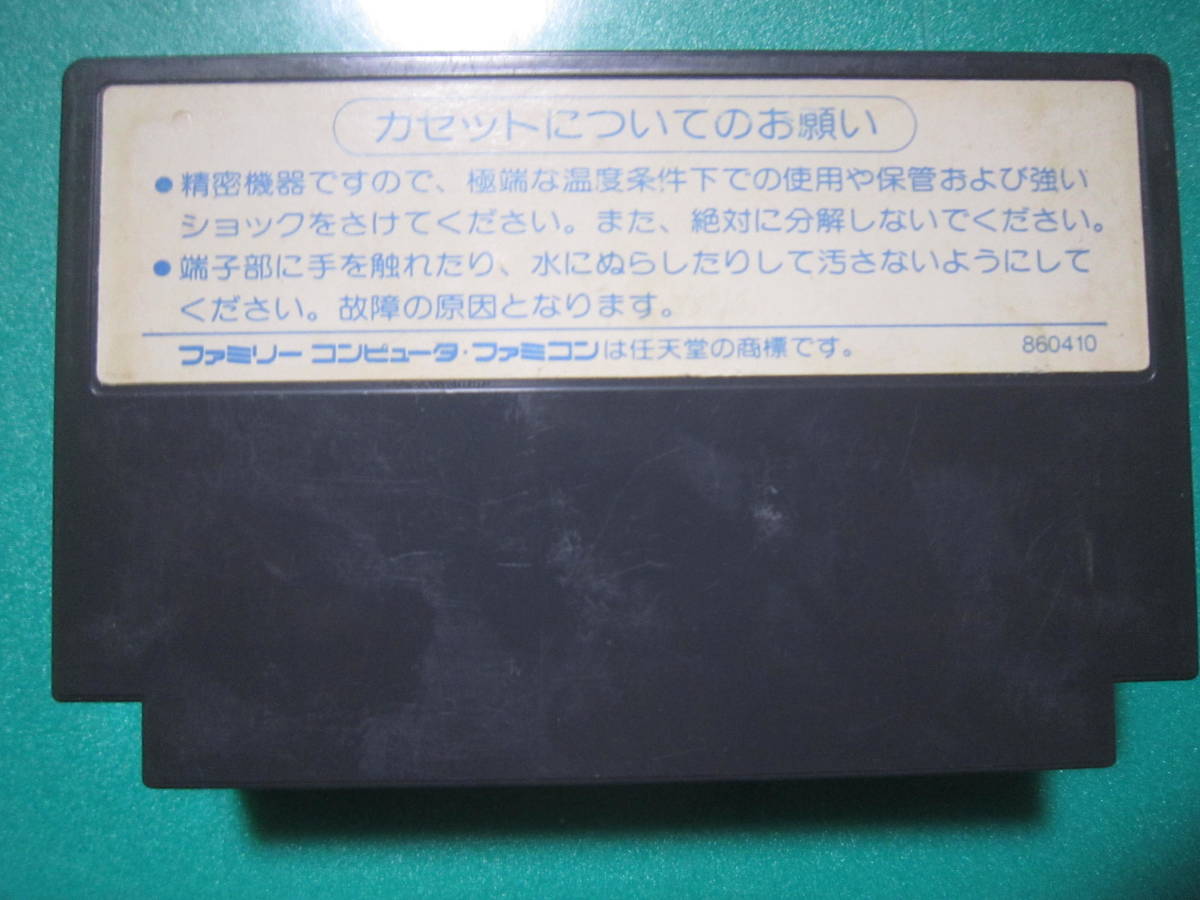 カセットについてのお願い
●精密機器ですので、極端な温度条件下での使用や保管および強い
ショックをさけてください。また、絶対に分解しないでください。
●端子部に手を触れたり、水にぬらしたりして汚さないようにして
ください。故障の原因となります。
ファミリー コンピュータ・ファミコンは任天堂の商標です。 860410